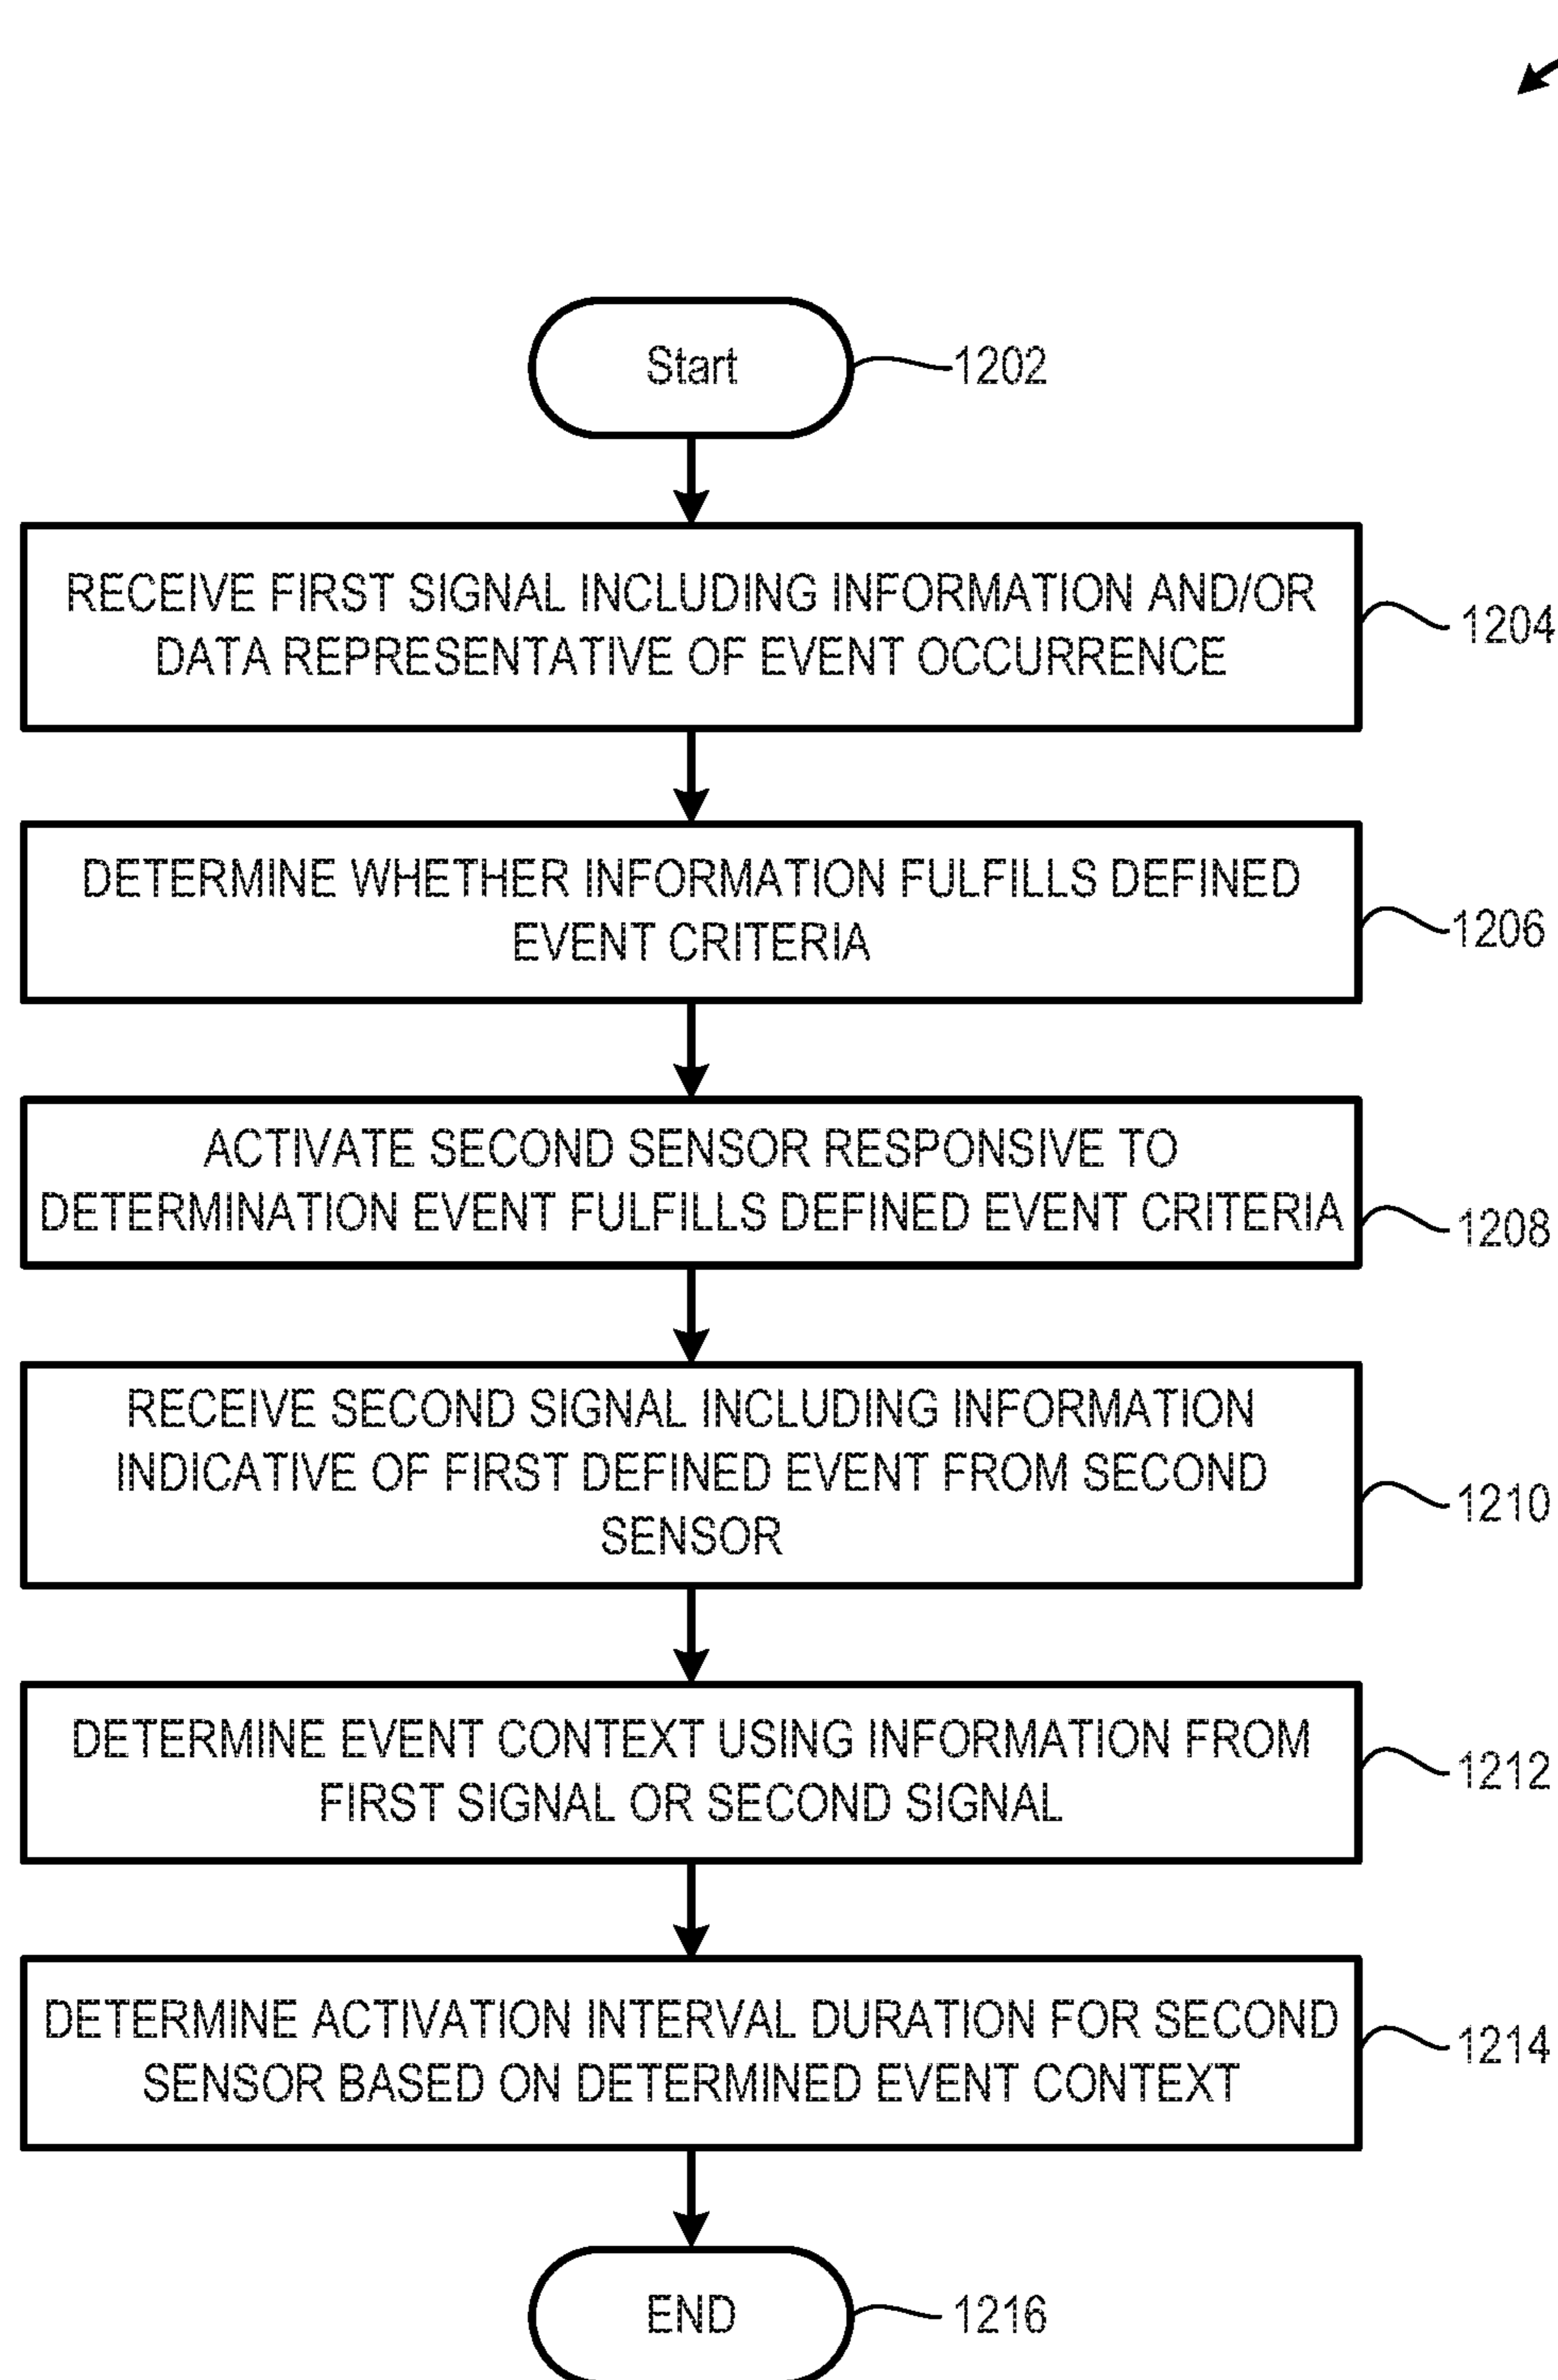 Start
1202
RECEIVE FIRST SIGNAL INCLUDING INFORMATION AND/OR
DATA REPRESENTATIVE OF EVENT OCCURRENCE
1204
DETERMINE WHETHER INFORMATION FULFILLS DEFINED
EVENT CRITERIA
1206
ACTIVATE SECOND SENSOR RESPONSIVE TO
DETERMINATION EVENT FULFILLS DEFINED EVENT CRITERIA
1208
RECEIVE SECOND SIGNAL INCLUDING INFORMATION
INDICATIVE OF FIRST DEFINED EVENT FROM SECOND
SENSOR
1210
DETERMINE EVENT CONTEXT USING INFORMATION FROM
FIRST SIGNAL OR SECOND SIGNAL
1212
DETERMINE ACTIVATION INTERVAL DURATION FOR SECOND
SENSOR BASED ON DETERMINED EVENT CONTEXT
1214
END
1216